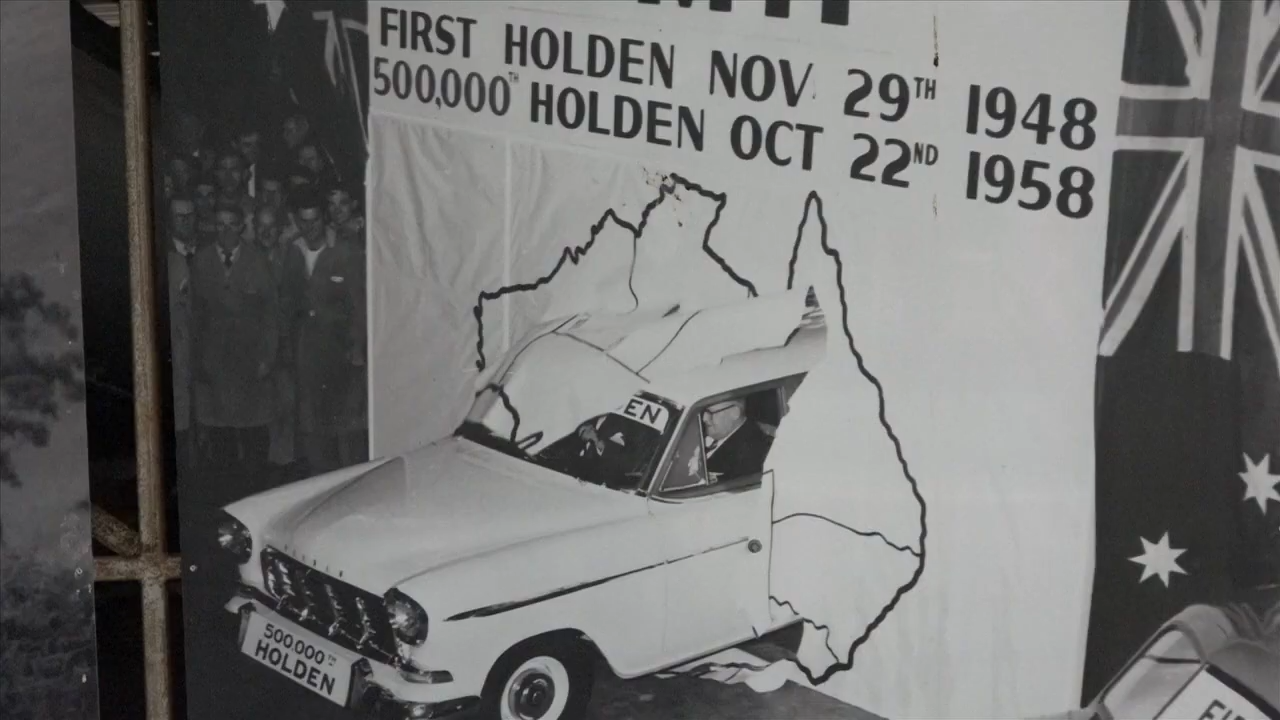 FIRST HOLDEN NOV 29TH 1948
500,000TH HOLDEN OCT 22ND 1958
EN
500,000TH
HOLDEN